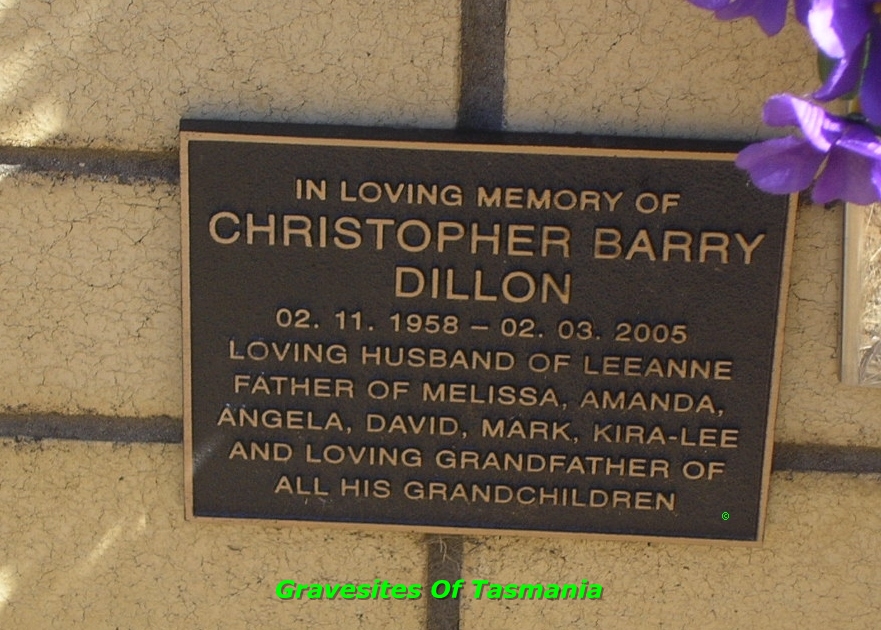 IN LOVING MEMORY OF
CHRISTOPHER BARRY
DILLON
02. 11. 1958 – 02. 03. 2005
LOVING HUSBAND OF LEEANNE
FATHER OF MELISSA, AMANDA,
ANGELA, DAVID, MARK, KIRA-LEE
AND LOVING GRANDFATHER OF
ALL HIS GRANDCHILDREN
©
Gravesites Of Tasmania